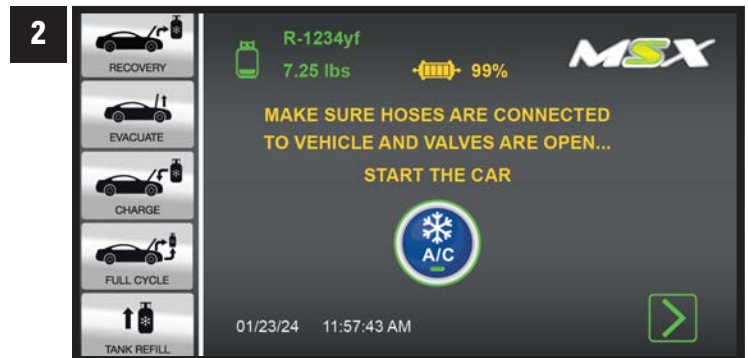 2
RECOVERY
EVACUATE
CHARGE
FULL CYCLE
TANK REFILL
R-1234yf
7.25 lbs
99%
MSX
MAKE SURE HOSES ARE CONNECTED
TO VEHICLE AND VALVES ARE OPEN...
START THE CAR
A/C
01/23/24 11:57:43 AM